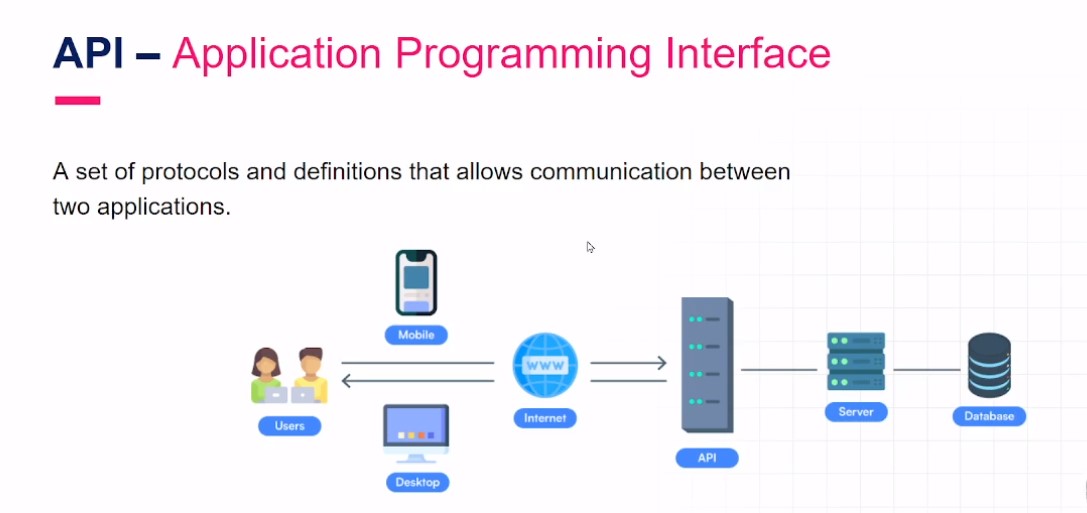 API – Application Programming Interface
A set of protocols and definitions that allows communication between
two applications.
Mobile
Users
WWW
Internet
Desktop
API
Server
Database